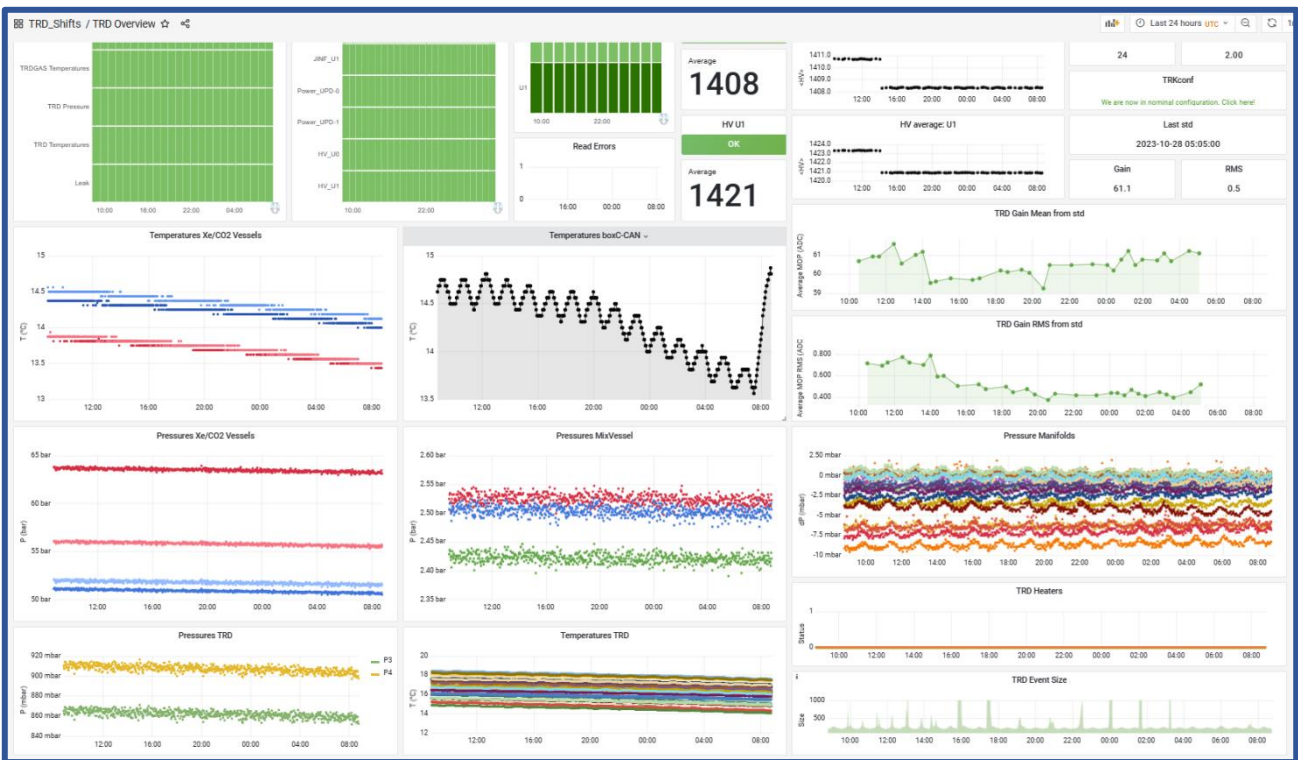 TRD_Shifts / TRD Overview
Last 24 hours UTC
TRDGAS Temperatures
TRD Pressure
TRD Temperatures
Leak
10:00 16:00 22:00 04:00
JINF_U1
Power_UPD-0
Power_UPD-1
HV_U0
HV_U1
10:00 22:00
U1
10:00 22:00
Read Errors
1
0
16:00 00:00 08:00
Average
1408
HV U1
OK
Average
1421
<HV>
1411.0
1410.0
1409.0
1408.0
12:00 16:00 20:00 00:00 04:00 08:00
HV average: U1
<HV>
1424.0
1423.0
1422.0
1421.0
1420.0
12:00 16:00 20:00 00:00 04:00 08:00
24
2.00
TRKconf
We are now in nominal configuration. Click here!
Last std
2023-10-28 05:05:00
Gain
61.1
RMS
0.5
Temperatures Xe/CO2 Vessels
T (°C)
15
14.5
14
13.5
13
12:00 16:00 20:00 00:00 04:00 08:00
Temperatures boxC-CAN
T (°C)
15
14.5
14
13.5
12:00 16:00 20:00 00:00 04:00 08:00
TRD Gain Mean from std
Average MOP (ADC)
61
60
59
10:00 12:00 14:00 16:00 18:00 20:00 22:00 00:00 02:00 04:00 06:00 08:00
TRD Gain RMS from std
Average MOP RMS (ADC
0.800
0.600
0.400
10:00 12:00 14:00 16:00 18:00 20:00 22:00 00:00 02:00 04:00 06:00 08:00
Pressures Xe/CO2 Vessels
P (bar)
65 bar
60 bar
55 bar
50 bar
12:00 16:00 20:00 00:00 04:00 08:00
Pressures MixVessel
P (bar)
2.60 bar
2.55 bar
2.50 bar
2.45 bar
2.40 bar
2.35 bar
12:00 16:00 20:00 00:00 04:00 08:00
Pressure Manifolds
dP (mbar)
2.50 mbar
0 mbar
-2.5 mbar
-5 mbar
-7.5 mbar
-10 mbar
10:00 12:00 14:00 16:00 18:00 20:00 22:00 00:00 02:00 04:00 06:00 08:00
TRD Heaters
Status
1
0
10:00 12:00 14:00 16:00 18:00 20:00 22:00 00:00 02:00 04:00 06:00 08:00
Pressures TRD
P (mbar)
920 mbar
900 mbar
880 mbar
860 mbar
840 mbar
12:00 16:00 20:00 00:00 04:00 08:00
P3
P4
Temperatures TRD
T (°C)
20
18
16
14
12
12:00 16:00 20:00 00:00 04:00 08:00
TRD Event Size
Size
1000
500
10:00 12:00 14:00 16:00 18:00 20:00 22:00 00:00 02:00 04:00 06:00 08:00